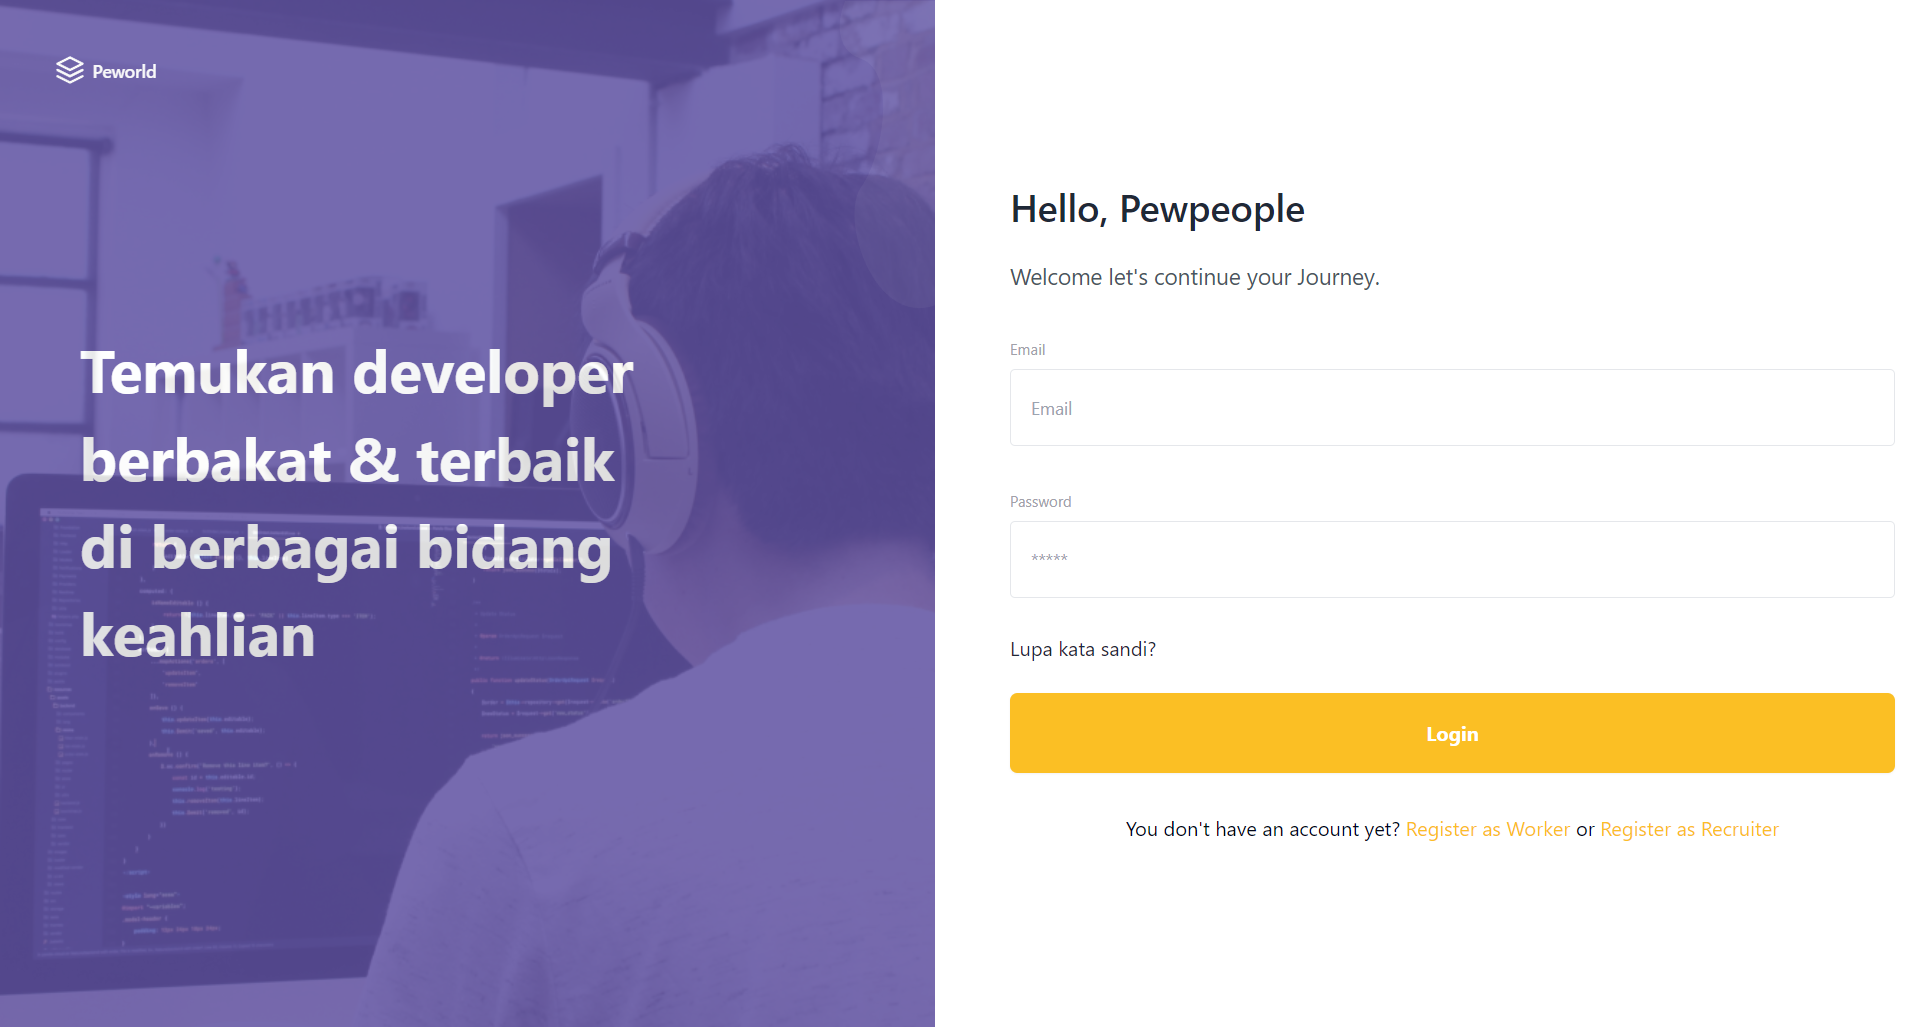 Peworld
Temukan developer
berbakat & terbaik
di berbagai bidang
keahlian
Hello, Pewpeople
Welcome let's continue your Journey.
Email
Email
Password
*****
Lupa kata sandi?
Login
You don't have an account yet? Register as Worker or Register as Recruiter